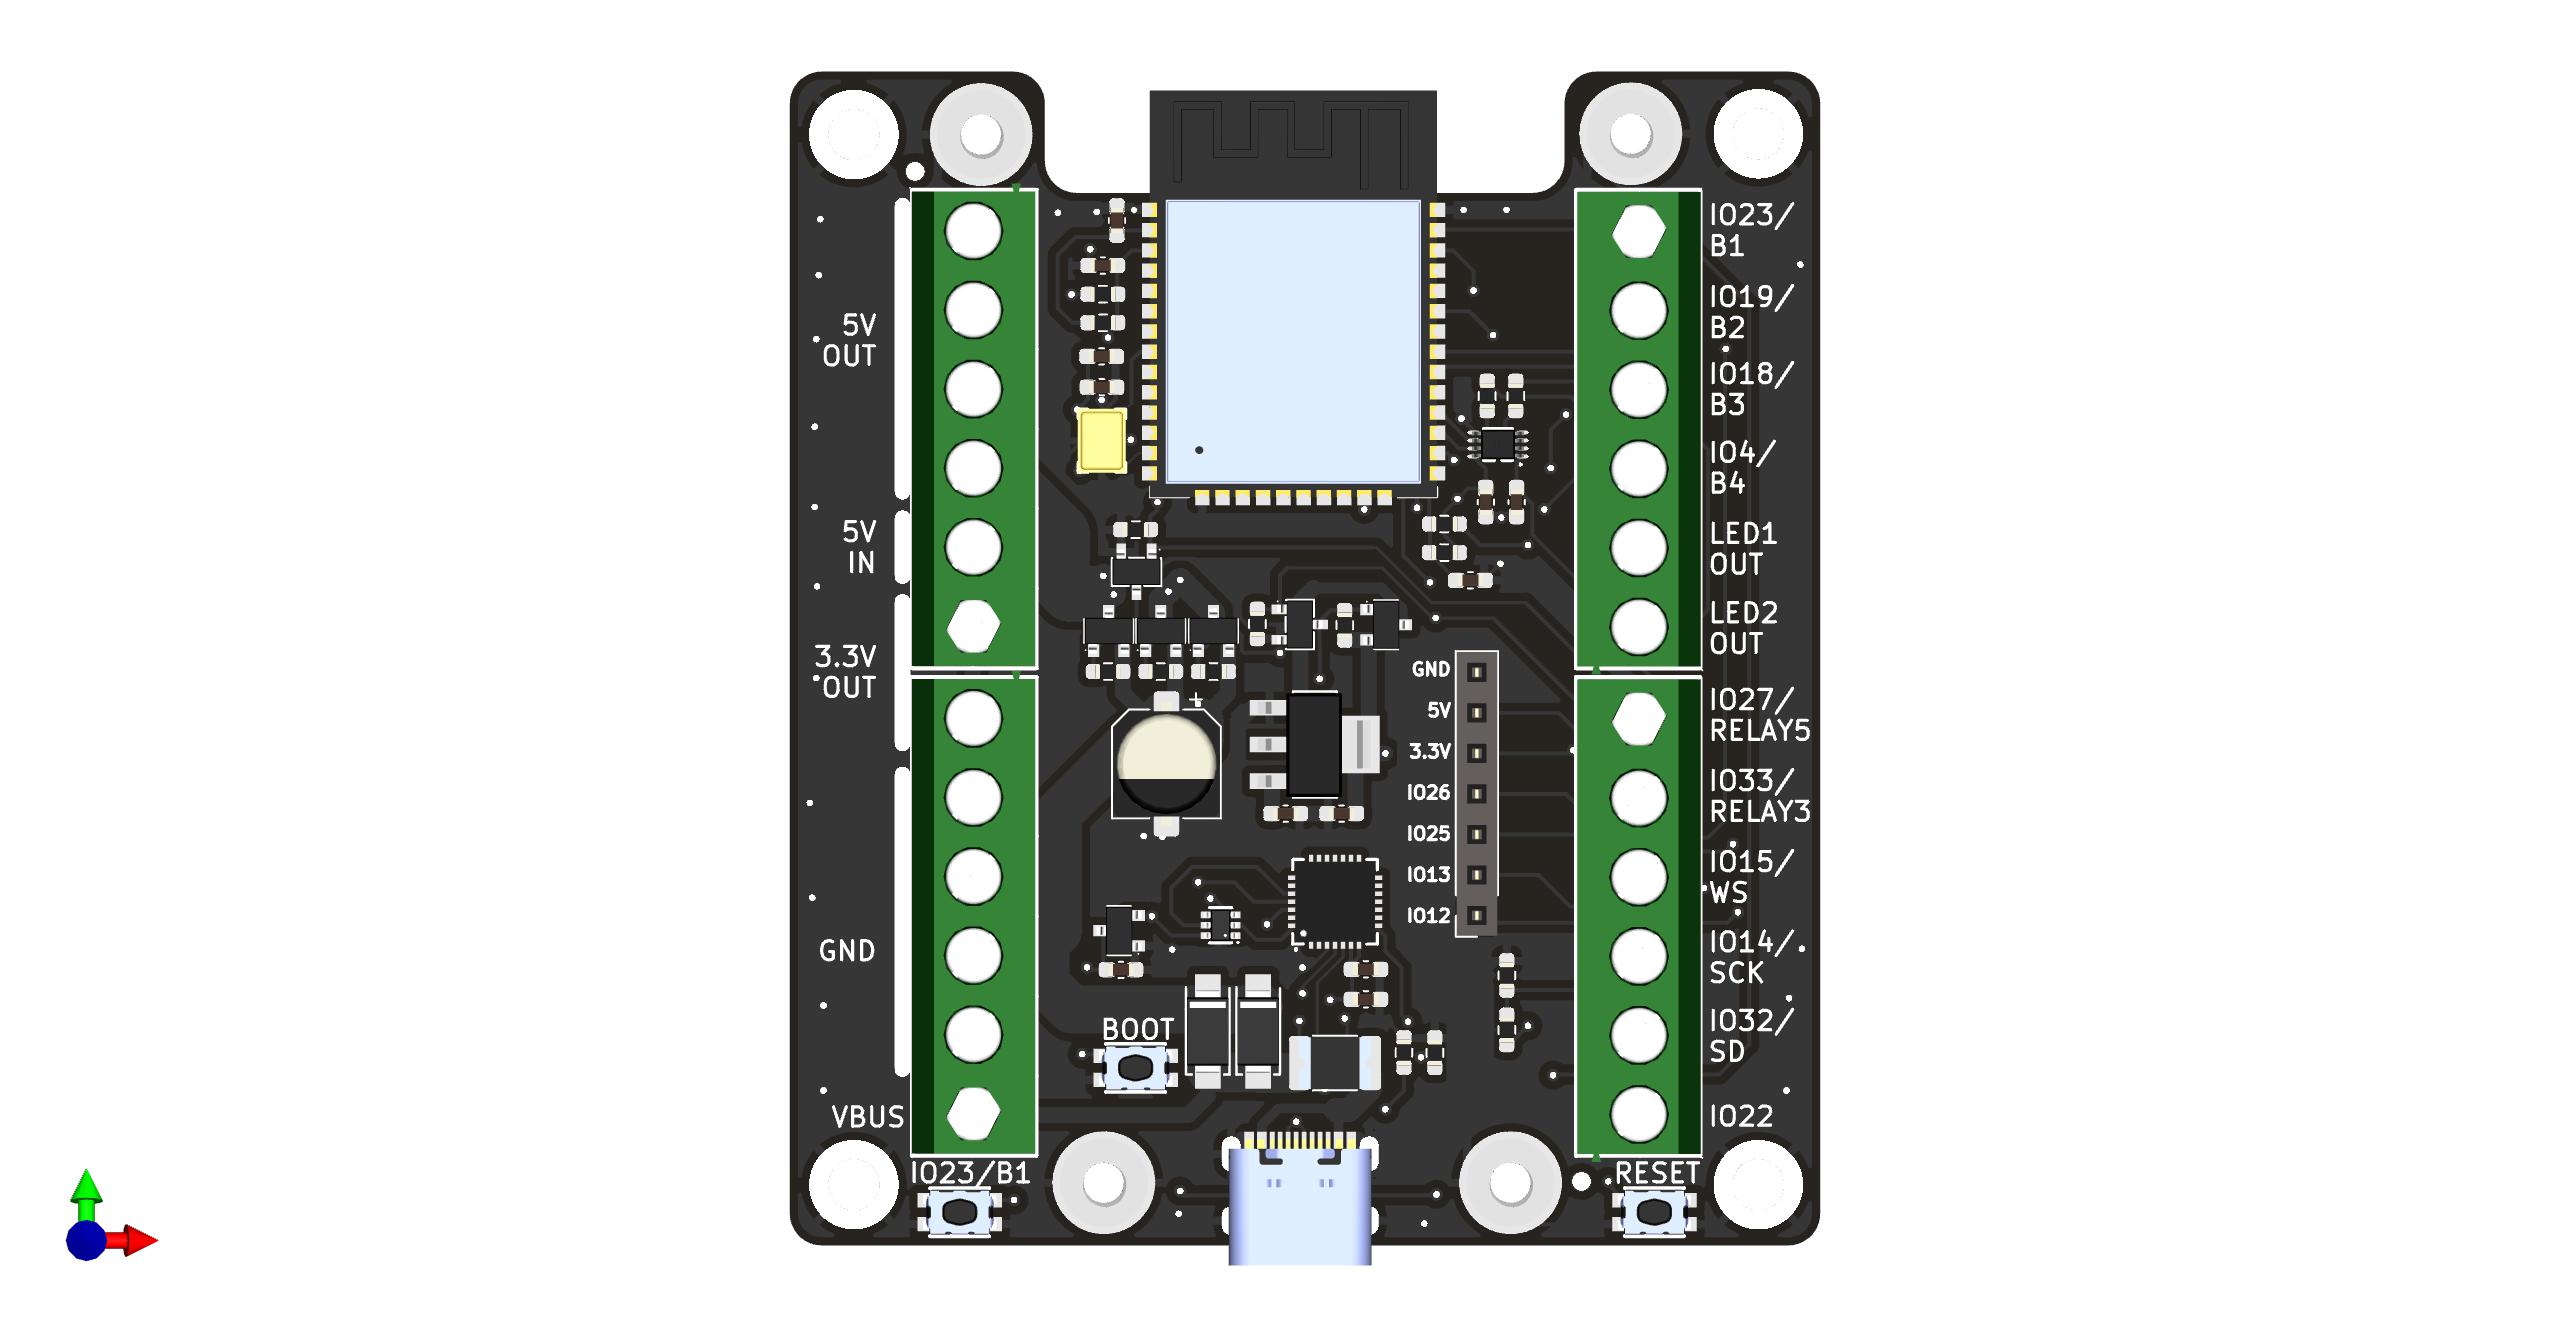 5V
OUT
5V
IN
3.3V
OUT
GND
VBUS
IO23/B1
BOOT
GND
5V
3.3V
IO26
IO25
IO13
IO12
IO23/
B1
IO19/
B2
IO18/
B3
IO4/
B4
LED1
OUT
LED2
OUT
IO27/
RELAY5
IO33/
RELAY3
IO15/
WS
IO14/
SCK
IO32/
SD
IO22
RESET